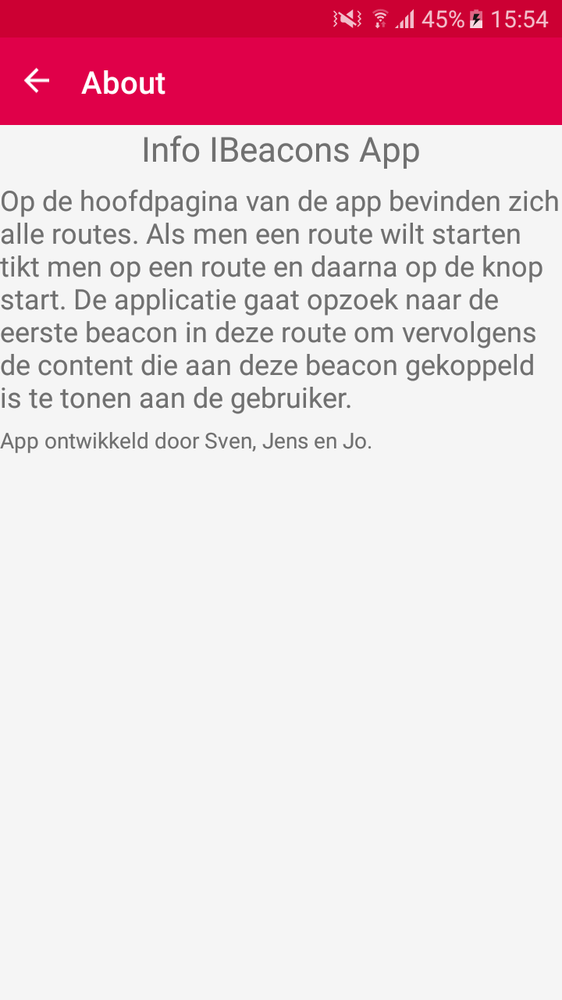 45% 15:54
About
Info IBeacons App
Op de hoofdpagina van de app bevinden zich
alle routes. Als men een route wilt starten
tikt men op een route en daarna op de knop
start. De applicatie gaat opzoek naar de
eerste beacon in deze route om vervolgens
de content die aan deze beacon gekoppeld
is te tonen aan de gebruiker.
App ontwikkeld door Sven, Jens en Jo.